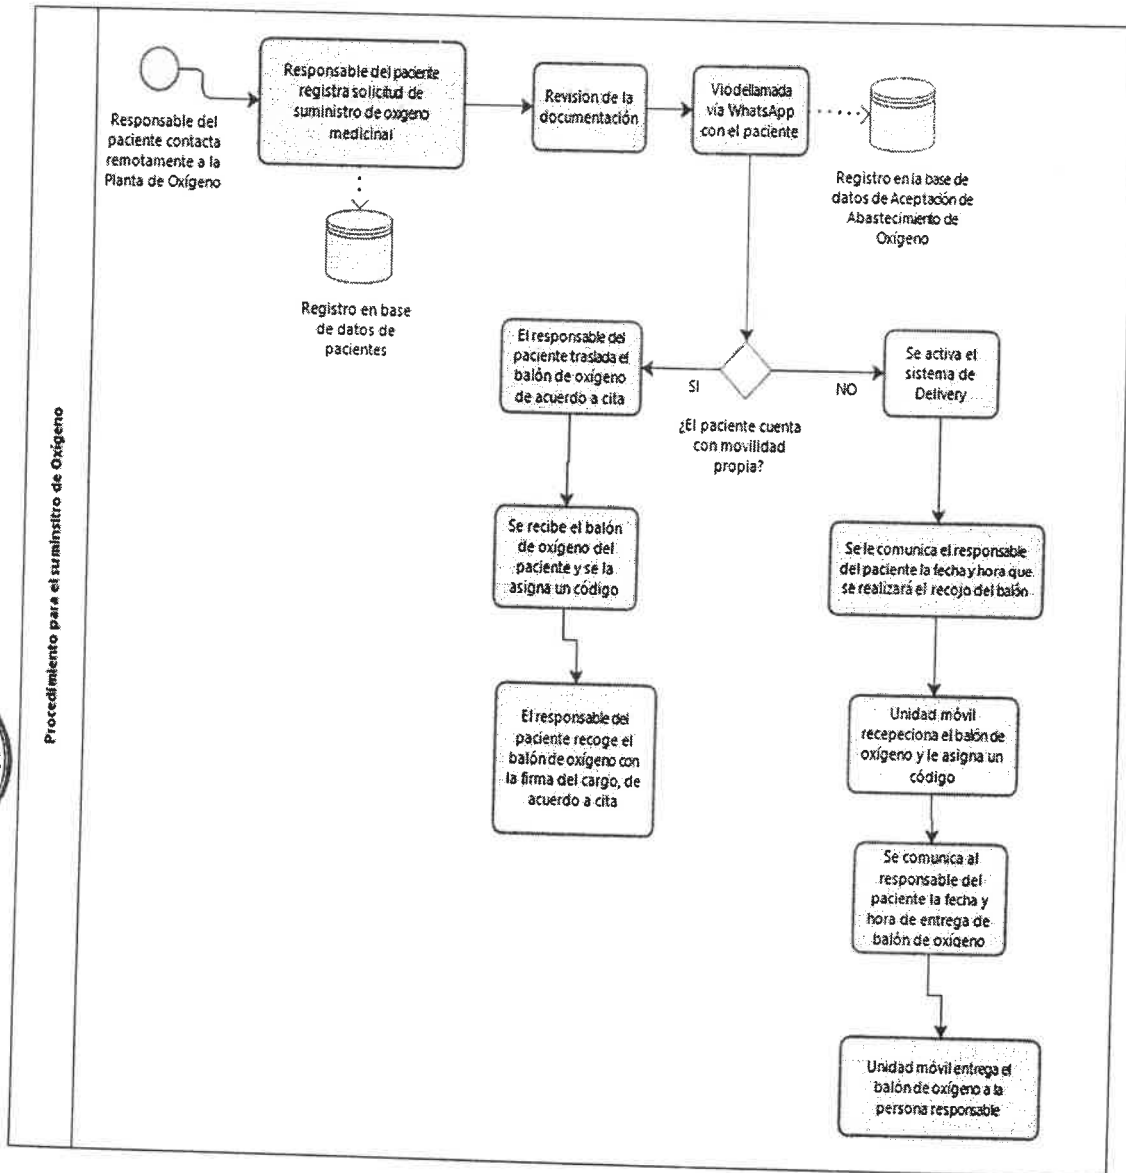 Procedimiento para el suminsitro de Oxígeno
Responsable del
paciente contacta
remotamente a la
Planta de Oxígeno
Responsable del paciente
registra solicitud de
suministro de oxigeno
medicinal
Revision de la
documentación
Viodellamada
vía WhatsApp
con el paciente
Registro en la base de
datos de Aceptación de
Abastecimiento de
Oxígeno
Registro en base
de datos de
pacientes
El responsable del
paciente traslada el
balón de oxígeno
de acuerdo a cita
SI
¿El paciente cuenta
con movilidad
propia?
NO
Se activa el
sistema de
Delivery
Se recibe el balón
de oxígeno del
paciente y se la
asigna un código
El responsable del
paciente recoge el
balón de oxígeno con
la firma del cargo, de
acuerdo a cita
Se le comunica el responsable
del paciente la fecha y hora que
se realizará el recojo del balón
Unidad móvil
recepeciona el balón de
oxígeno y le asigna un
código
Se comunica al
responsable del
paciente la fecha y
hora de entrega de
balón de oxígeno
Unidad móvil entrega el
balón de oxígeno a la
persona responsable